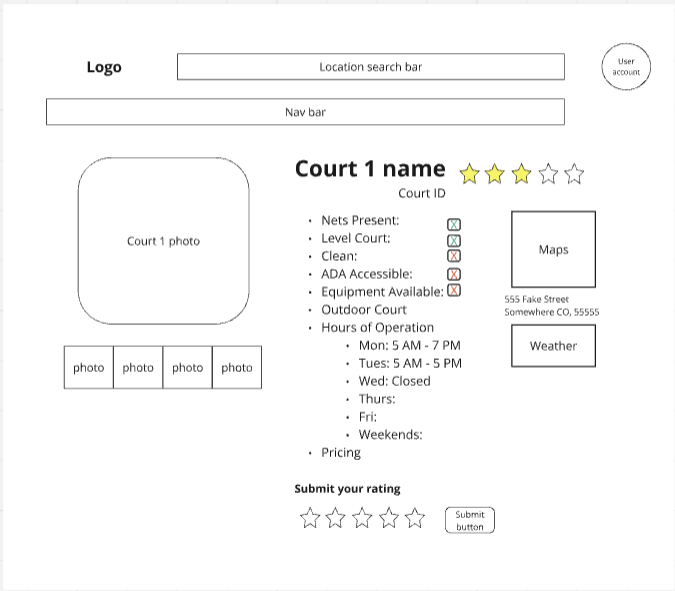 Logo
Location search bar
User
account
Nav bar
Court 1 photo
photo photo photo photo
Court 1 name
Court ID
• Nets Present: X
• Level Court: X
• Clean: X
• ADA Accessible: X
• Equipment Available: X
• Outdoor Court
• Hours of Operation
• Mon: 5 AM - 7 PM
• Tues: 5 AM - 5 PM
• Wed: Closed
• Thurs:
• Fri:
• Weekends:
• Pricing
Maps
555 Fake Street
Somewhere CO, 55555
Weather
Submit your rating
Submit
button